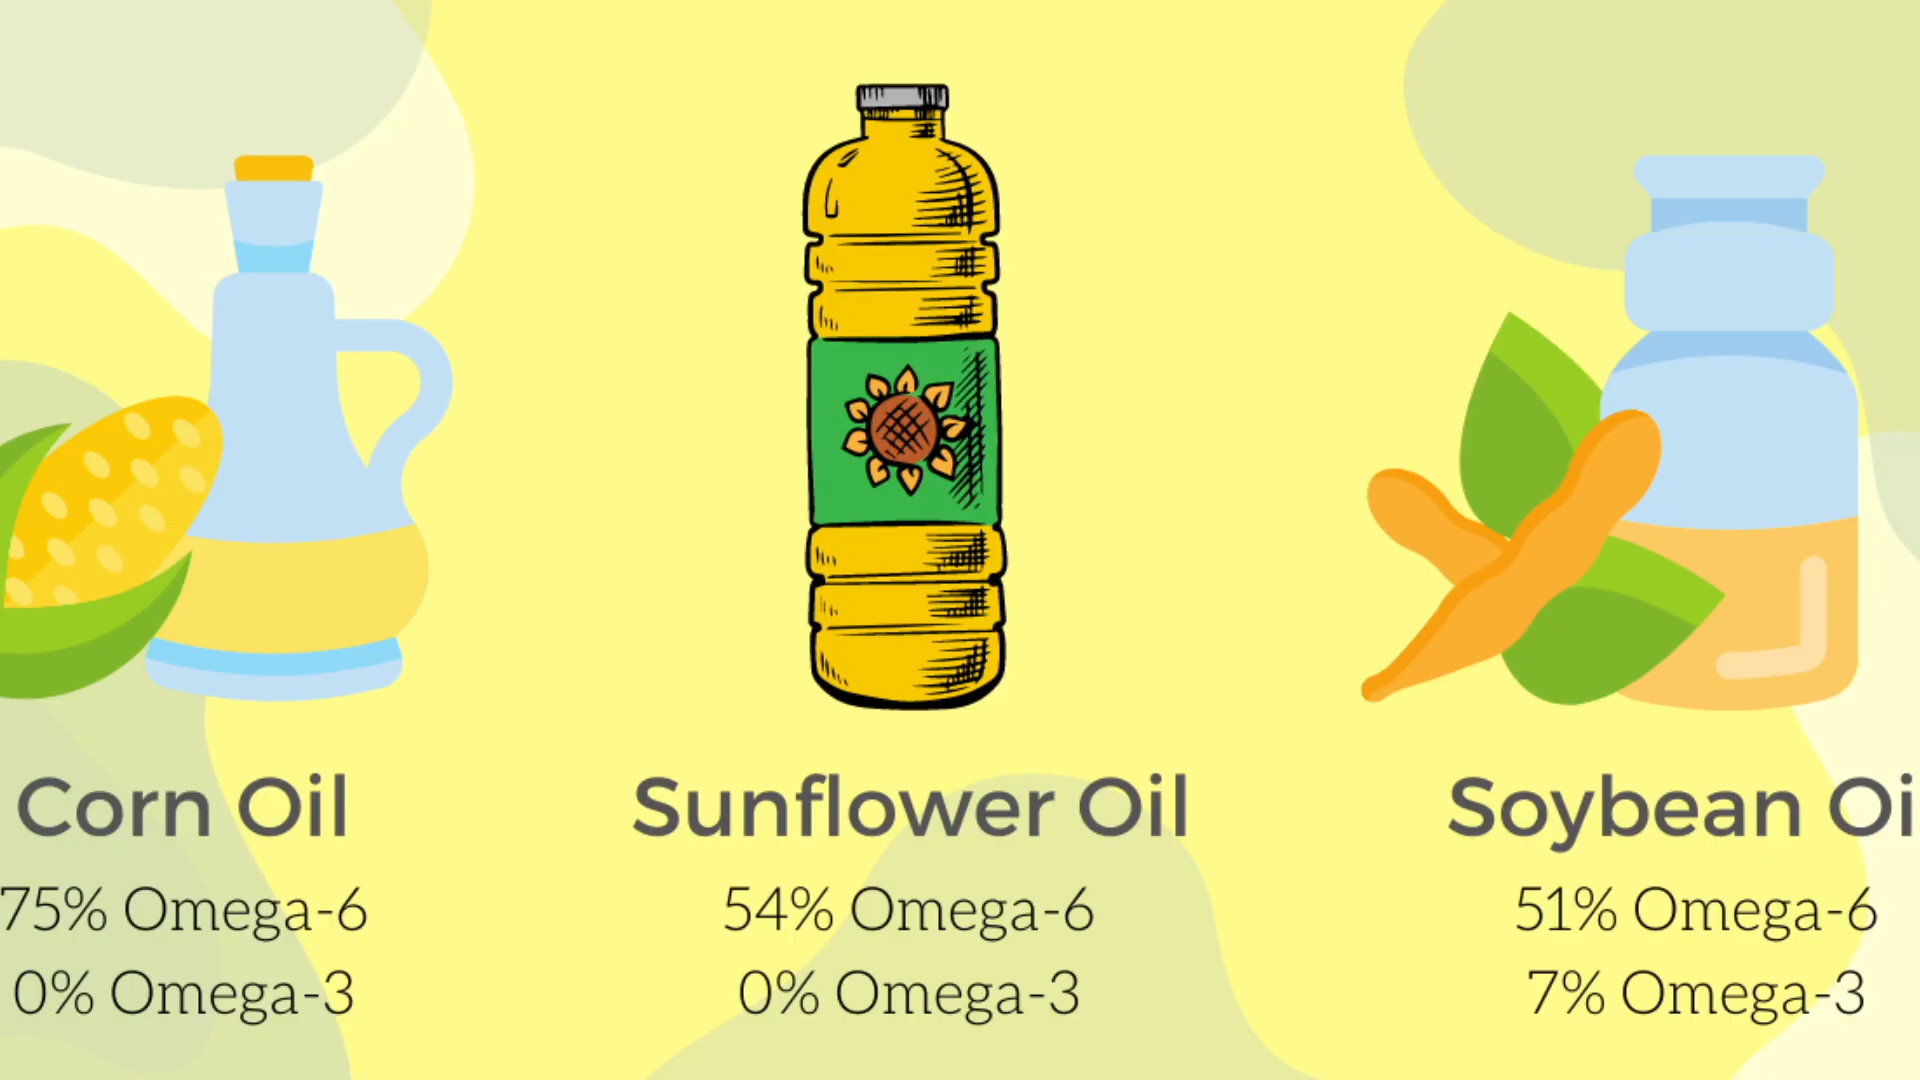 Corn Oil
75% Omega-6
0% Omega-3
Sunflower Oil
54% Omega-6
0% Omega-3
Soybean Oi
51% Omega-6
7% Omega-3